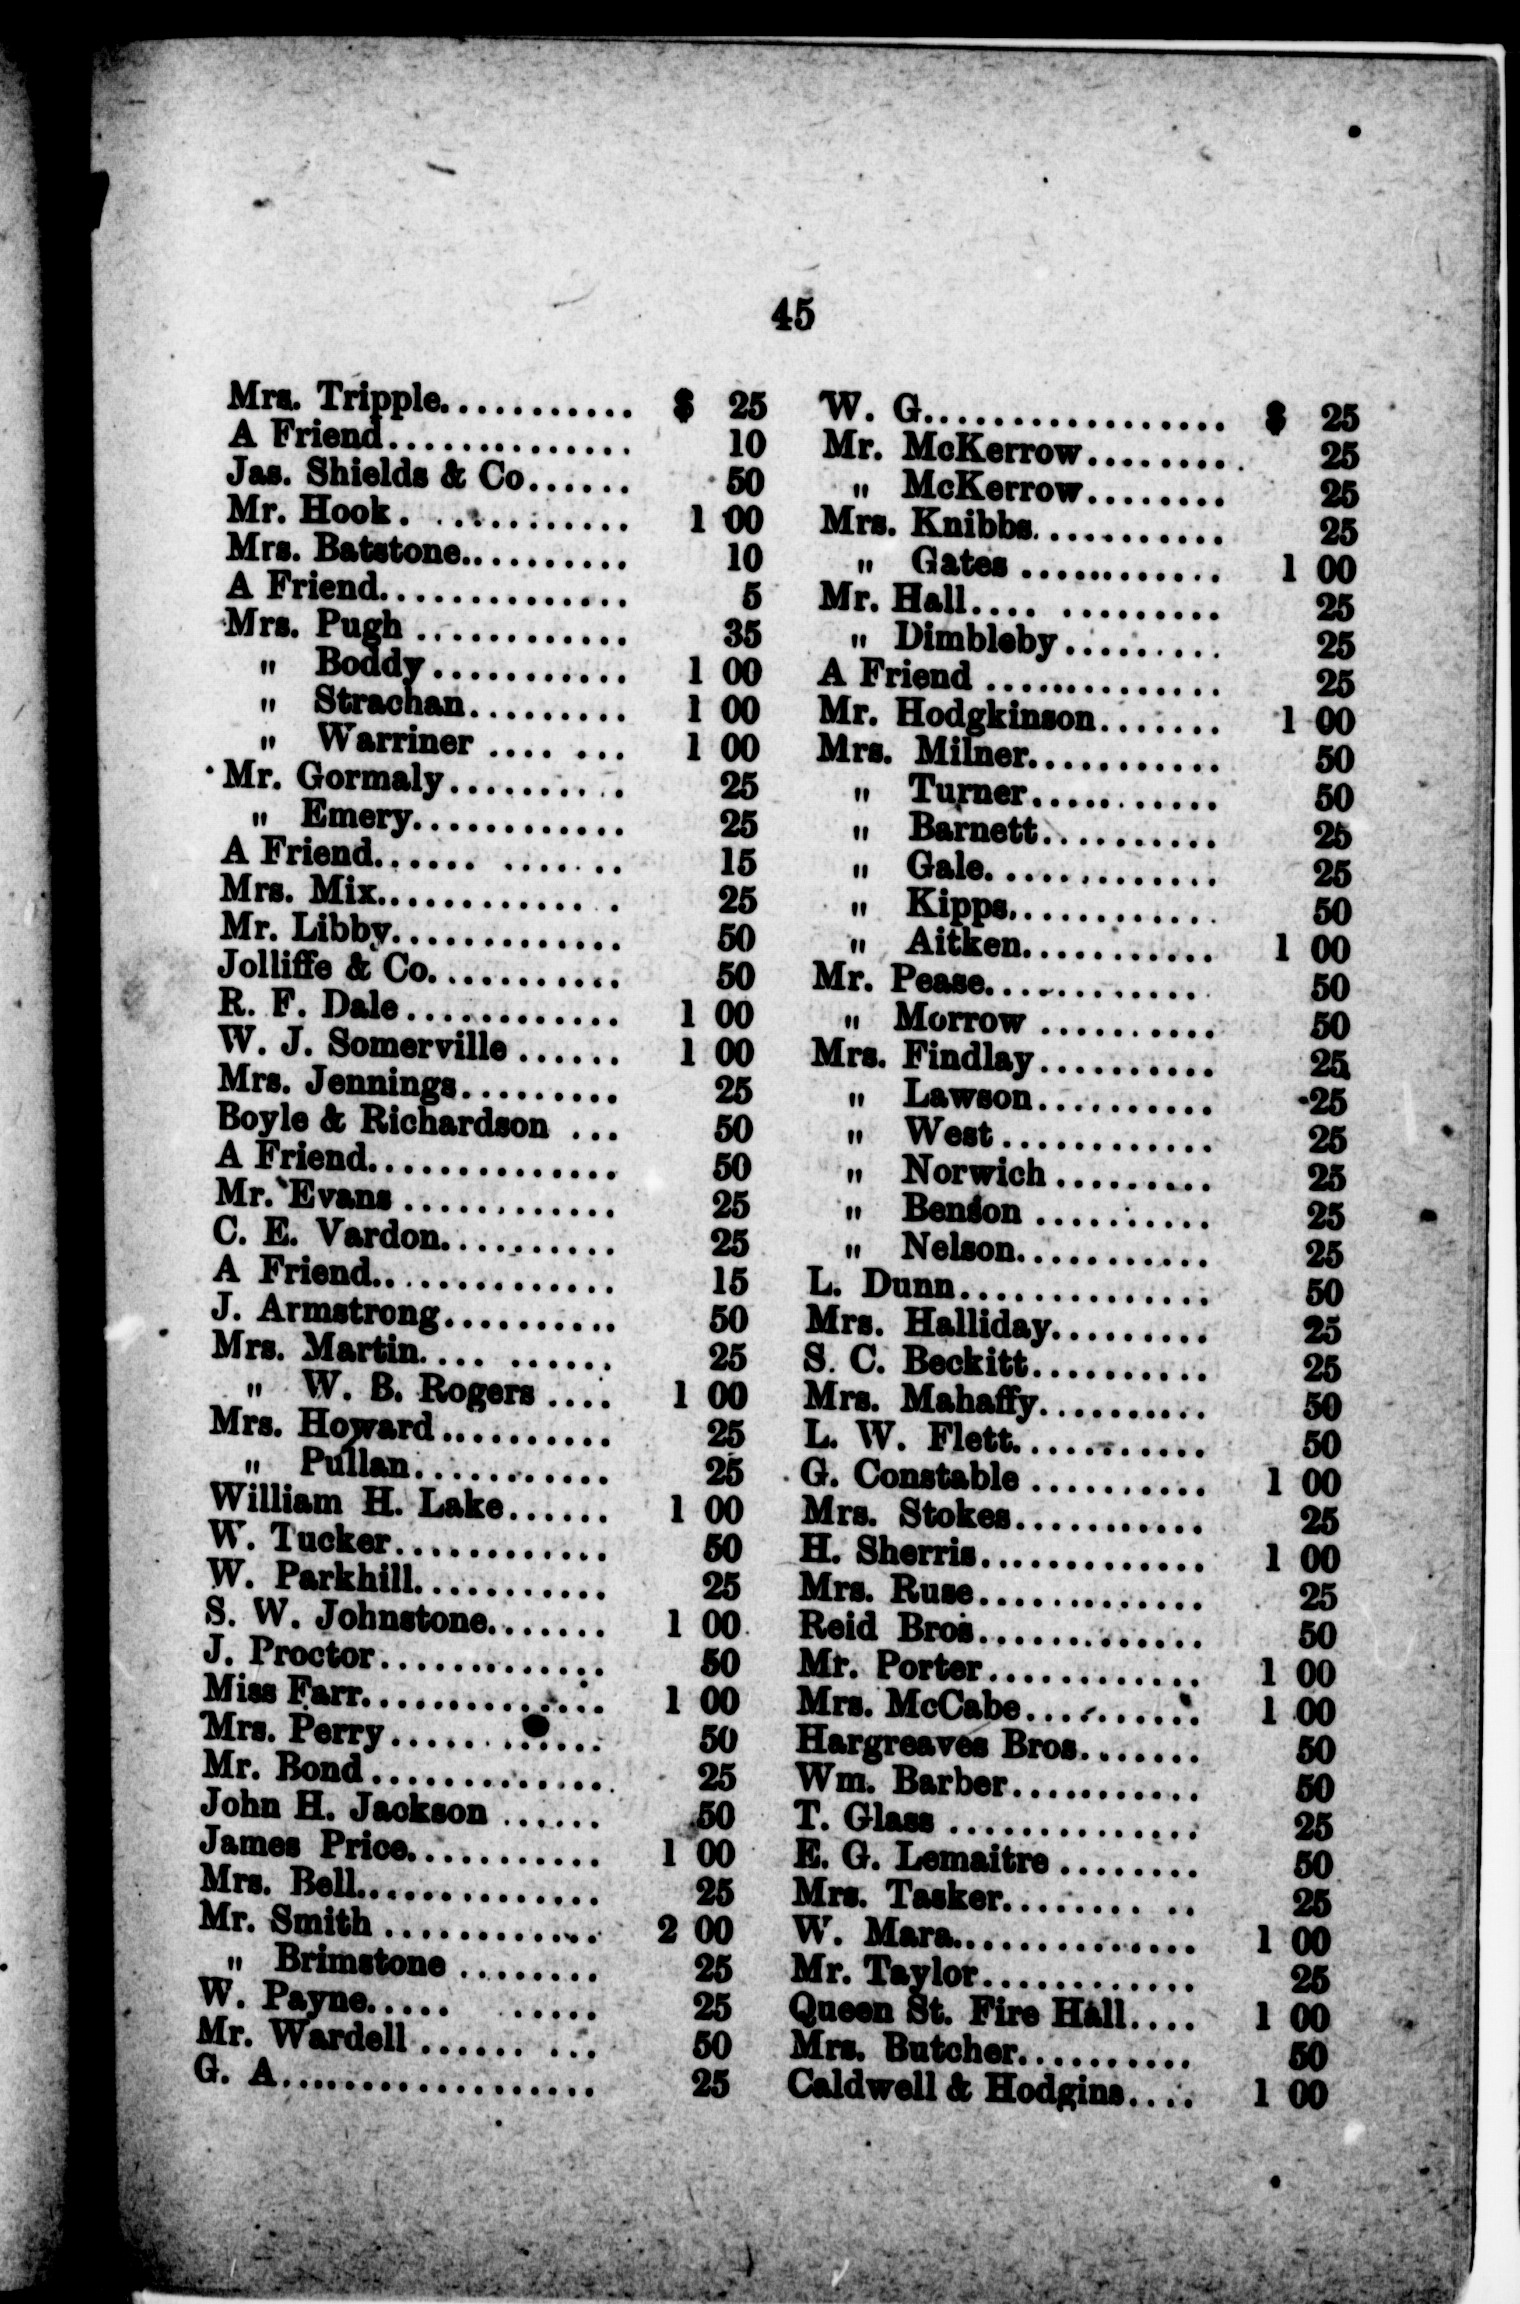 45
Mrs. Tripple........... $ 25
A Friend.............. 10
Jas. Shields & Co...... 50
Mr. Hook............. 1 00
Mrs. Batstone.......... 10
A Friend.............. 5
Mrs. Pugh ............ 35
" Boddy........... 1 00
" Strachan......... 1 00
" Warriner .... ... 1 00
Mr. Gormaly.......... 25
" Emery............ 25
A Friend...... ....... 15
Mrs. Mix............. 25
Mr. Libby............. 50
Jolliffe & Co........... 50
R. F. Dale............ 1 00
W. J. Somerville...... 1 00
Mrs. Jennings......... 25
Boyle & Richardson ... 50
A Friend.............. 50
Mr. Evans ............ 25
C. E. Vardon.......... 25
A Friend.............. 15
J. Armstrong.......... 50
Mrs. Martin.... ...... 25
" W. B. Rogers .... 1 00
Mrs. Howard.......... 25
" Pullan........... 25
William H. Lake...... 1 00
W. Tucker............ 50
W. Parkhill........... 25
S. W. Johnstone....... 1 00
J. Proctor............. 50
Miss Farr.............. 1 00
Mrs. Perry............ 50
Mr. Bond............. 25
John H. Jackson ...... 50
James Price........... 1 00
Mrs. Bell.............. 25
Mr. Smith ............ 2 00
" Brimstone ........ 25
W. Payne..... ...... 25
Mr. Wardell...... ... 50
G. A.................. 25
W. G................. $ 25
Mr. McKerrow......... 25
" McKerrow........ 25
Mrs. Knibbs........... 25
" Gates ............ 1 00
Mr. Hall.... ......... 25
" Dimbleby......... 25
A Friend .............. 25
Mr. Hodgkinson....... 1 00
Mrs. Milner........... 50
" Turner........... 50
" Barnett.......... 25
" Gale............. 25
" Kipps............ 50
" Aitken........... 1 00
Mr. Pease............. 50
" Morrow .......... 50
Mrs. Findlay.......... 25
" Lawson.......... 25
" West............ 25
" Norwich......... 25
" Benson .......... 25
" Nelson........... 25
L. Dunn.............. 50
Mrs. Halliday......... 25
S. C. Beckitt.......... 25
Mrs. Mahaffy.......... 50
L. W. Flett........... 50
G. Constable .......... 1 00
Mrs. Stokes........... 25
H. Sherris............. 1 00
Mrs. Ruse............. 25
Reid Bros............. 50
Mr. Porter............ 1 00
Mrs. McCabe.......... 1 00
Hargreaves Bros....... 50
Wm. Barber........... 50
T. Glass .............. 25
E. G. Lemaitre ........ 50
Mrs. Tasker........ .. 25
W. Mara.............. 1 00
Mr. Taylor............ 25
Queen St. Fire Hall.... 1 00
Mrs. Butcher.......... 50
Caldwell & Hodgins.... 1 00